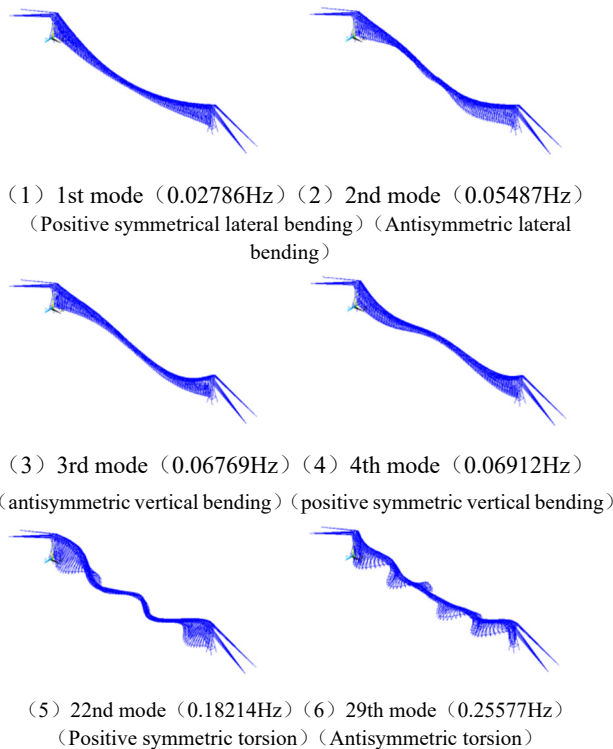 （1）1st mode（0.02786Hz）（2）2nd mode（0.05487Hz）
（Positive symmetrical lateral bending）（Antisymmetric lateral
bending）
（3）3rd mode（0.06769Hz）（4）4th mode（0.06912Hz）
（antisymmetric vertical bending）（positive symmetric vertical bending）
（5）22nd mode（0.18214Hz）（6）29th mode（0.25577Hz）
（Positive symmetric torsion）（Antisymmetric torsion）